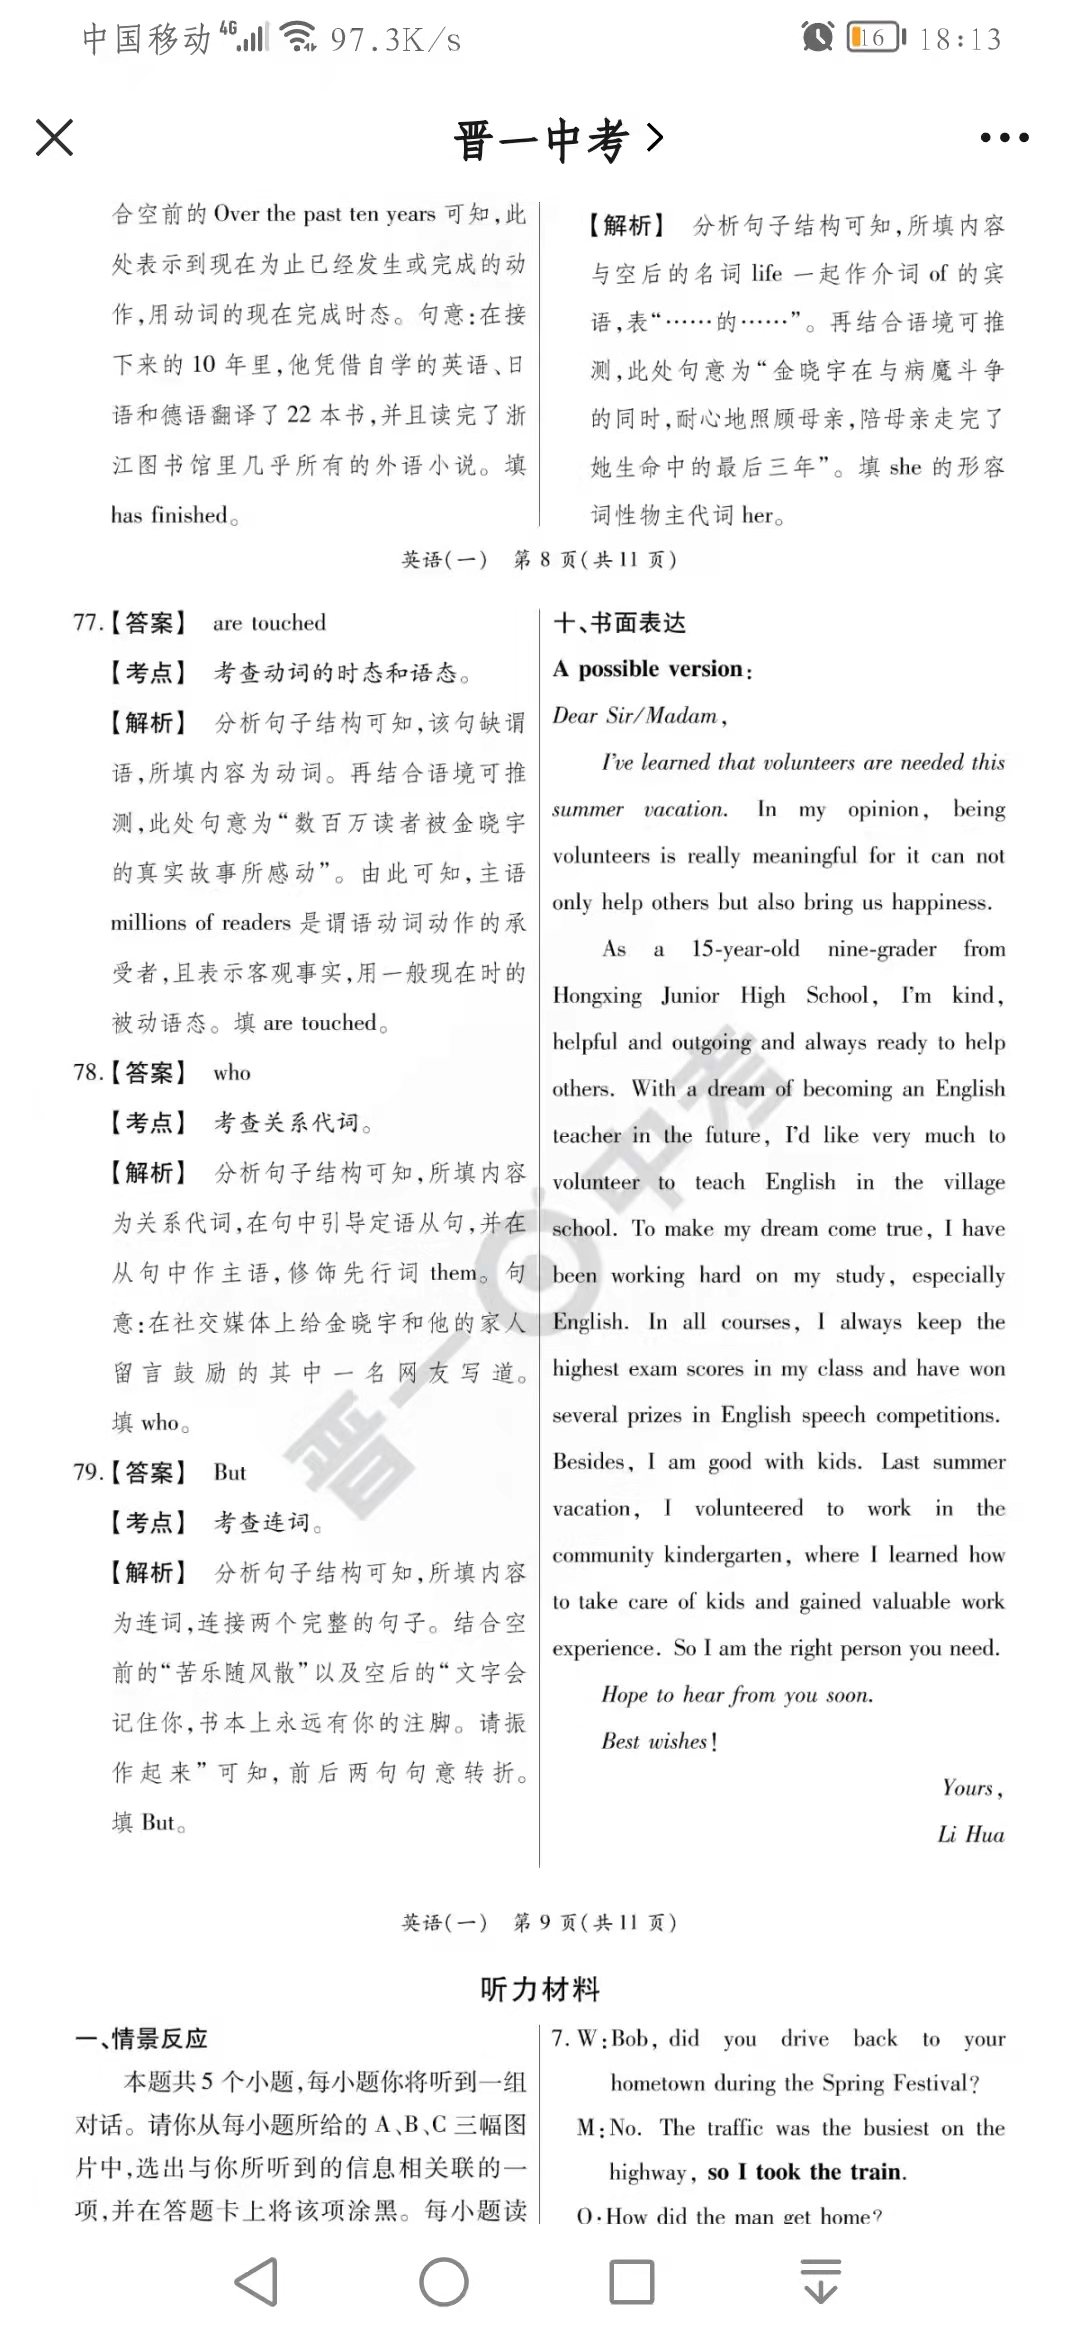 中国移动 4G 97.3K/s 16 18:13
晋一中考
合空前的 Over the past ten years 可知,此
处表示到现在为止已经发生或完成的动
作,用动词的现在完成时态。句意:在接
下来的 10 年里,他凭借自学的英语、日
语和德语翻译了 22 本书,并且读完了浙
江图书馆里几乎所有的外语小说。填
has finished。
【解析】 分析句子结构可知,所填内容
与空后的名词 life 一起作介词 of 的宾
语,表“……的……”。再结合语境可推
测,此处句意为“金晓宇在与病魔斗争
的同时,耐心地照顾母亲,陪母亲走完了
她生命中的最后三年”。填 she 的形容
词性物主代词 her。
英语(一) 第 8 页(共 11 页)
77.【答案】 are touched
【考点】 考查动词的时态和语态。
【解析】 分析句子结构可知,该句缺谓
语,所填内容为动词。再结合语境可推
测,此处句意为“数百万读者被金晓宇
的真实故事所感动”。由此可知,主语
millions of readers 是谓语动词动作的承
受者,且表示客观事实,用一般现在时的
被动语态。填 are touched。
78.【答案】 who
【考点】 考查关系代词。
【解析】 分析句子结构可知,所填内容
为关系代词,在句中引导定语从句,并在
从句中作主语,修饰先行词 them。句
意:在社交媒体上给金晓宇和他的家人
留言鼓励的其中一名网友写道。
填 who。
79.【答案】 But
【考点】 考查连词。
【解析】 分析句子结构可知,所填内容
为连词,连接两个完整的句子。结合空
前的“苦乐随风散”以及空后的“文字会
记住你,书本上永远有你的注脚。请振
作起来”可知,前后两句句意转折。
填 But。
十、书面表达
A possible version:
Dear Sir/Madam,
I've learned that volunteers are needed this
summer vacation. In my opinion, being
volunteers is really meaningful for it can not
only help others but also bring us happiness.
As a 15-year-old nine-grader from
Hongxing Junior High School, I'm kind,
helpful and outgoing and always ready to help
others. With a dream of becoming an English
teacher in the future, I'd like very much to
volunteer to teach English in the village
school. To make my dream come true, I have
been working hard on my study, especially
English. In all courses, I always keep the
highest exam scores in my class and have won
several prizes in English speech competitions.
Besides, I am good with kids. Last summer
vacation, I volunteered to work in the
community kindergarten, where I learned how
to take care of kids and gained valuable work
experience. So I am the right person you need.
Hope to hear from you soon.
Best wishes!
Yours,
Li Hua
晋一中考
英语(一) 第 9 页(共 11 页)
听力材料
一、情景反应
本题共 5 个小题,每小题你将听到一组
对话。请你从每小题所给的 A、B、C 三幅图
片中,选出与你所听到的信息相关联的一
项,并在答题卡上将该项涂黑。每小题读
7. W:Bob, did you drive back to your
hometown during the Spring Festival?
M:No. The traffic was the busiest on the
highway, so I took the train.
Q:How did the man get home?